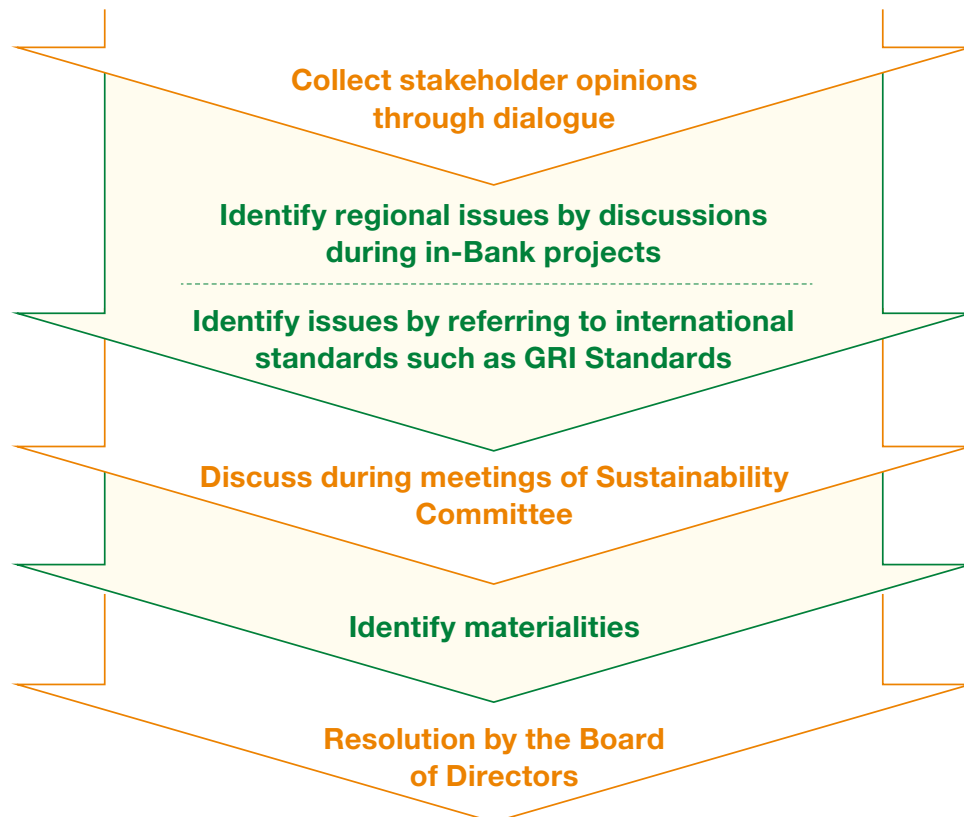 Collect stakeholder opinions
through dialogue
Identify regional issues by discussions
during in-Bank projects
Identify issues by referring to international
standards such as GRI Standards
Discuss during meetings of Sustainability
Committee
Identify materialities
Resolution by the Board
of Directors